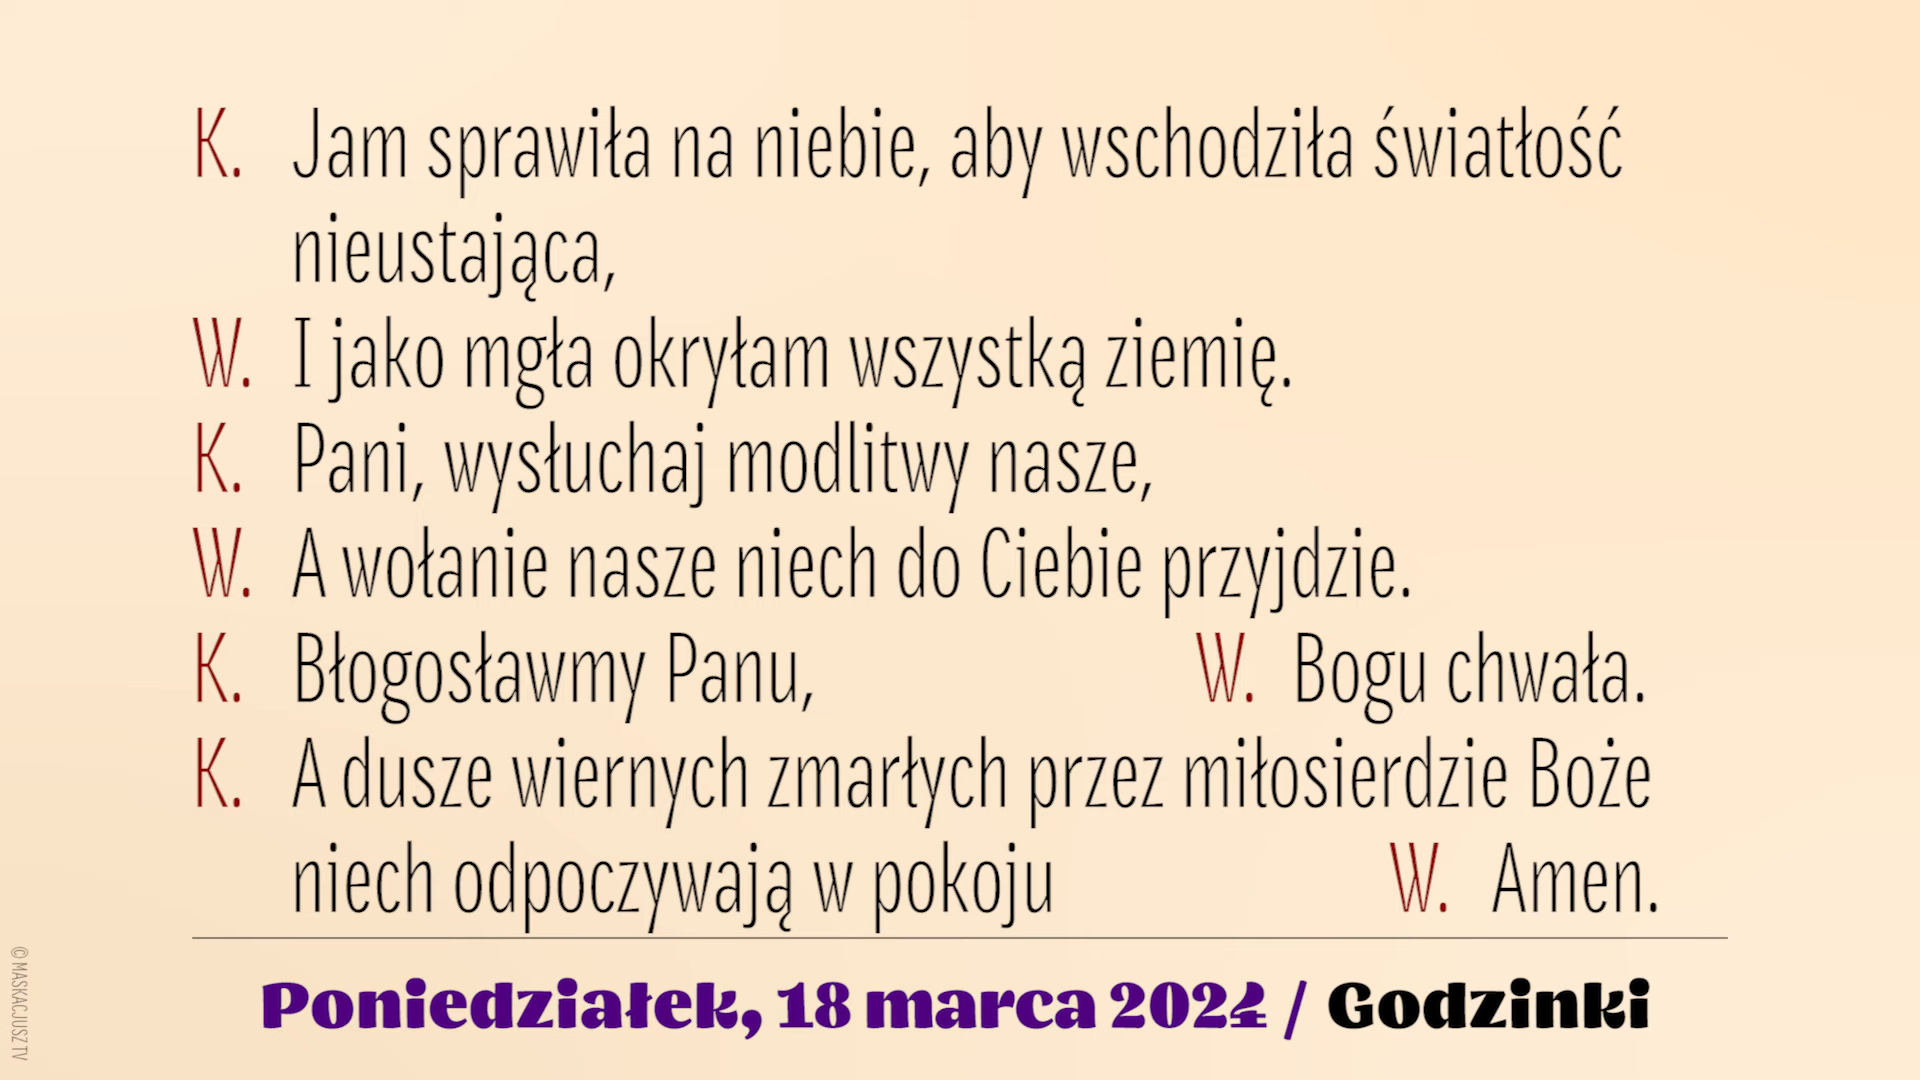 K. Jam sprawiła na niebie, aby wschodziła światłość
nieustająca,
W. I jako mgła okryłam wszystką ziemię.
K. Pani, wysłuchaj modlitwy nasze,
W. A wołanie nasze niech do Ciebie przyjdzie.
K. Błogosławmy Panu, W. Bogu chwała.
K. A dusze wiernych zmarłych przez miłosierdzie Boże
niech odpoczywają w pokoju W. Amen.
Poniedziałek, 18 marca 2024 / Godzinki
© MASKACJUSZ TV